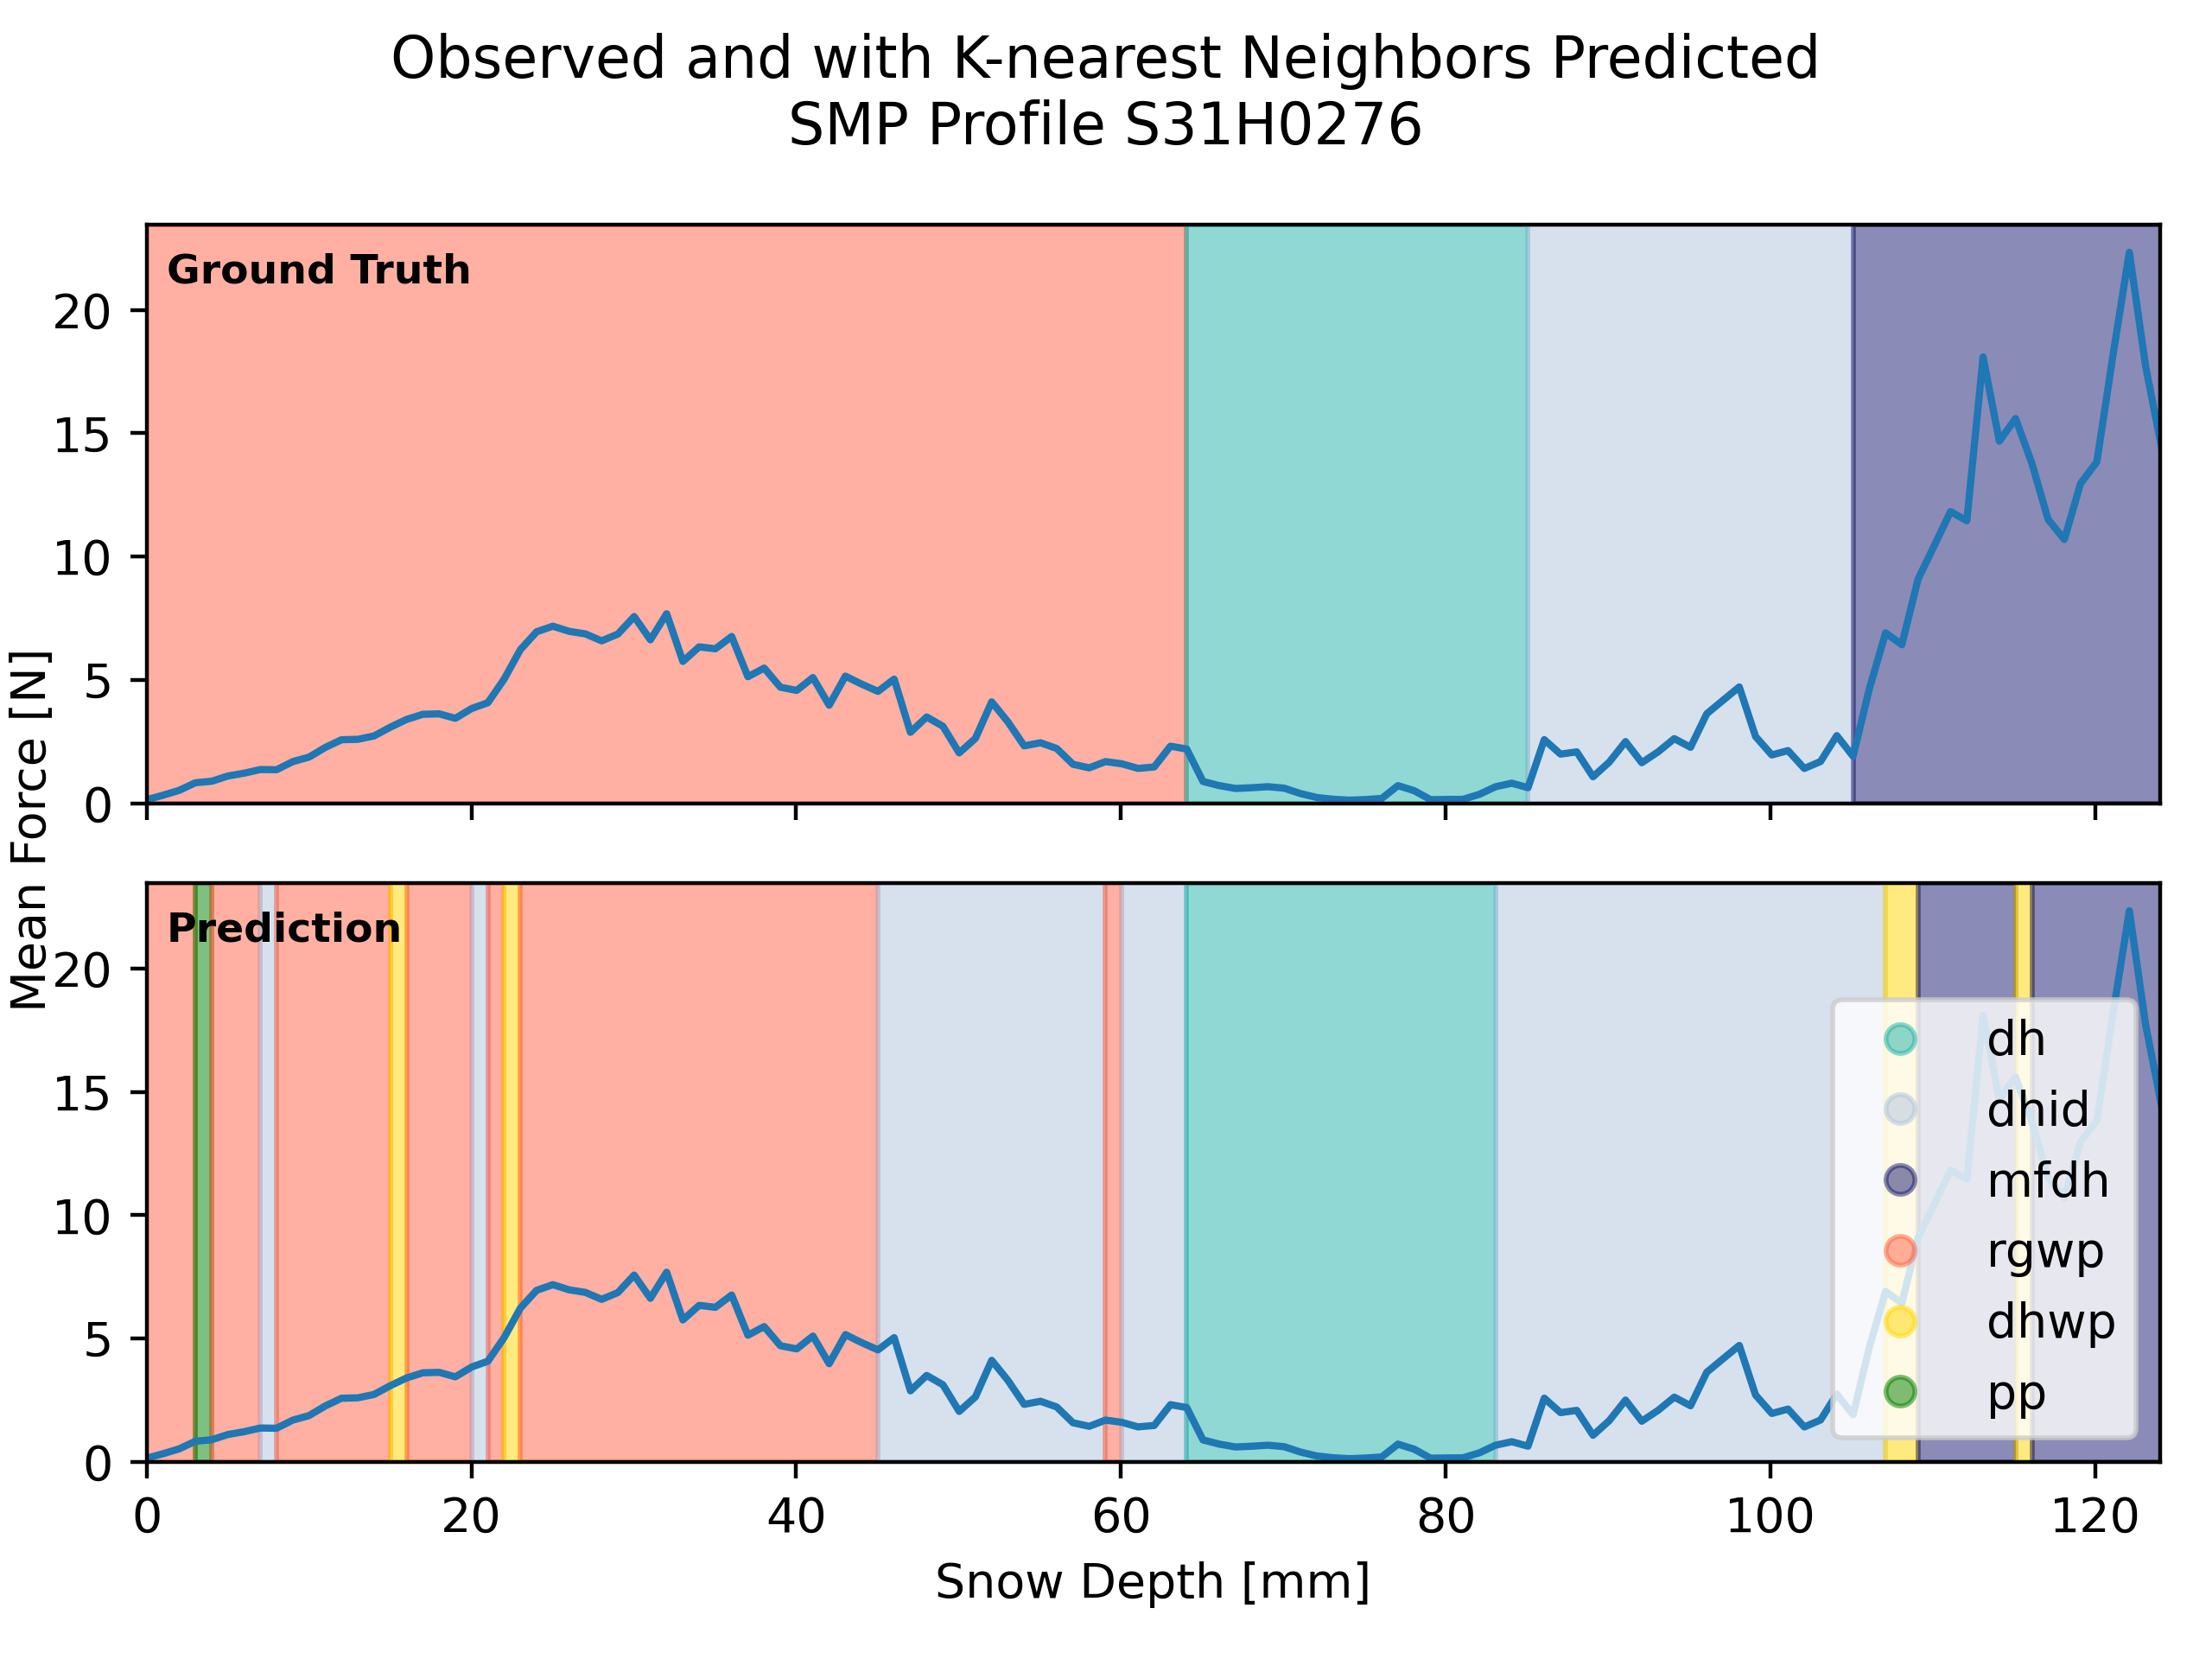 Observed and with K-nearest Neighbors Predicted
SMP Profile S31H0276
Mean Force [N]
Ground Truth
20
15
10
5
0
Prediction
20
15
10
5
0
dh
dhid
mfdh
rgwp
dhwp
pp
0 20 40 60 80 100 120
Snow Depth [mm]